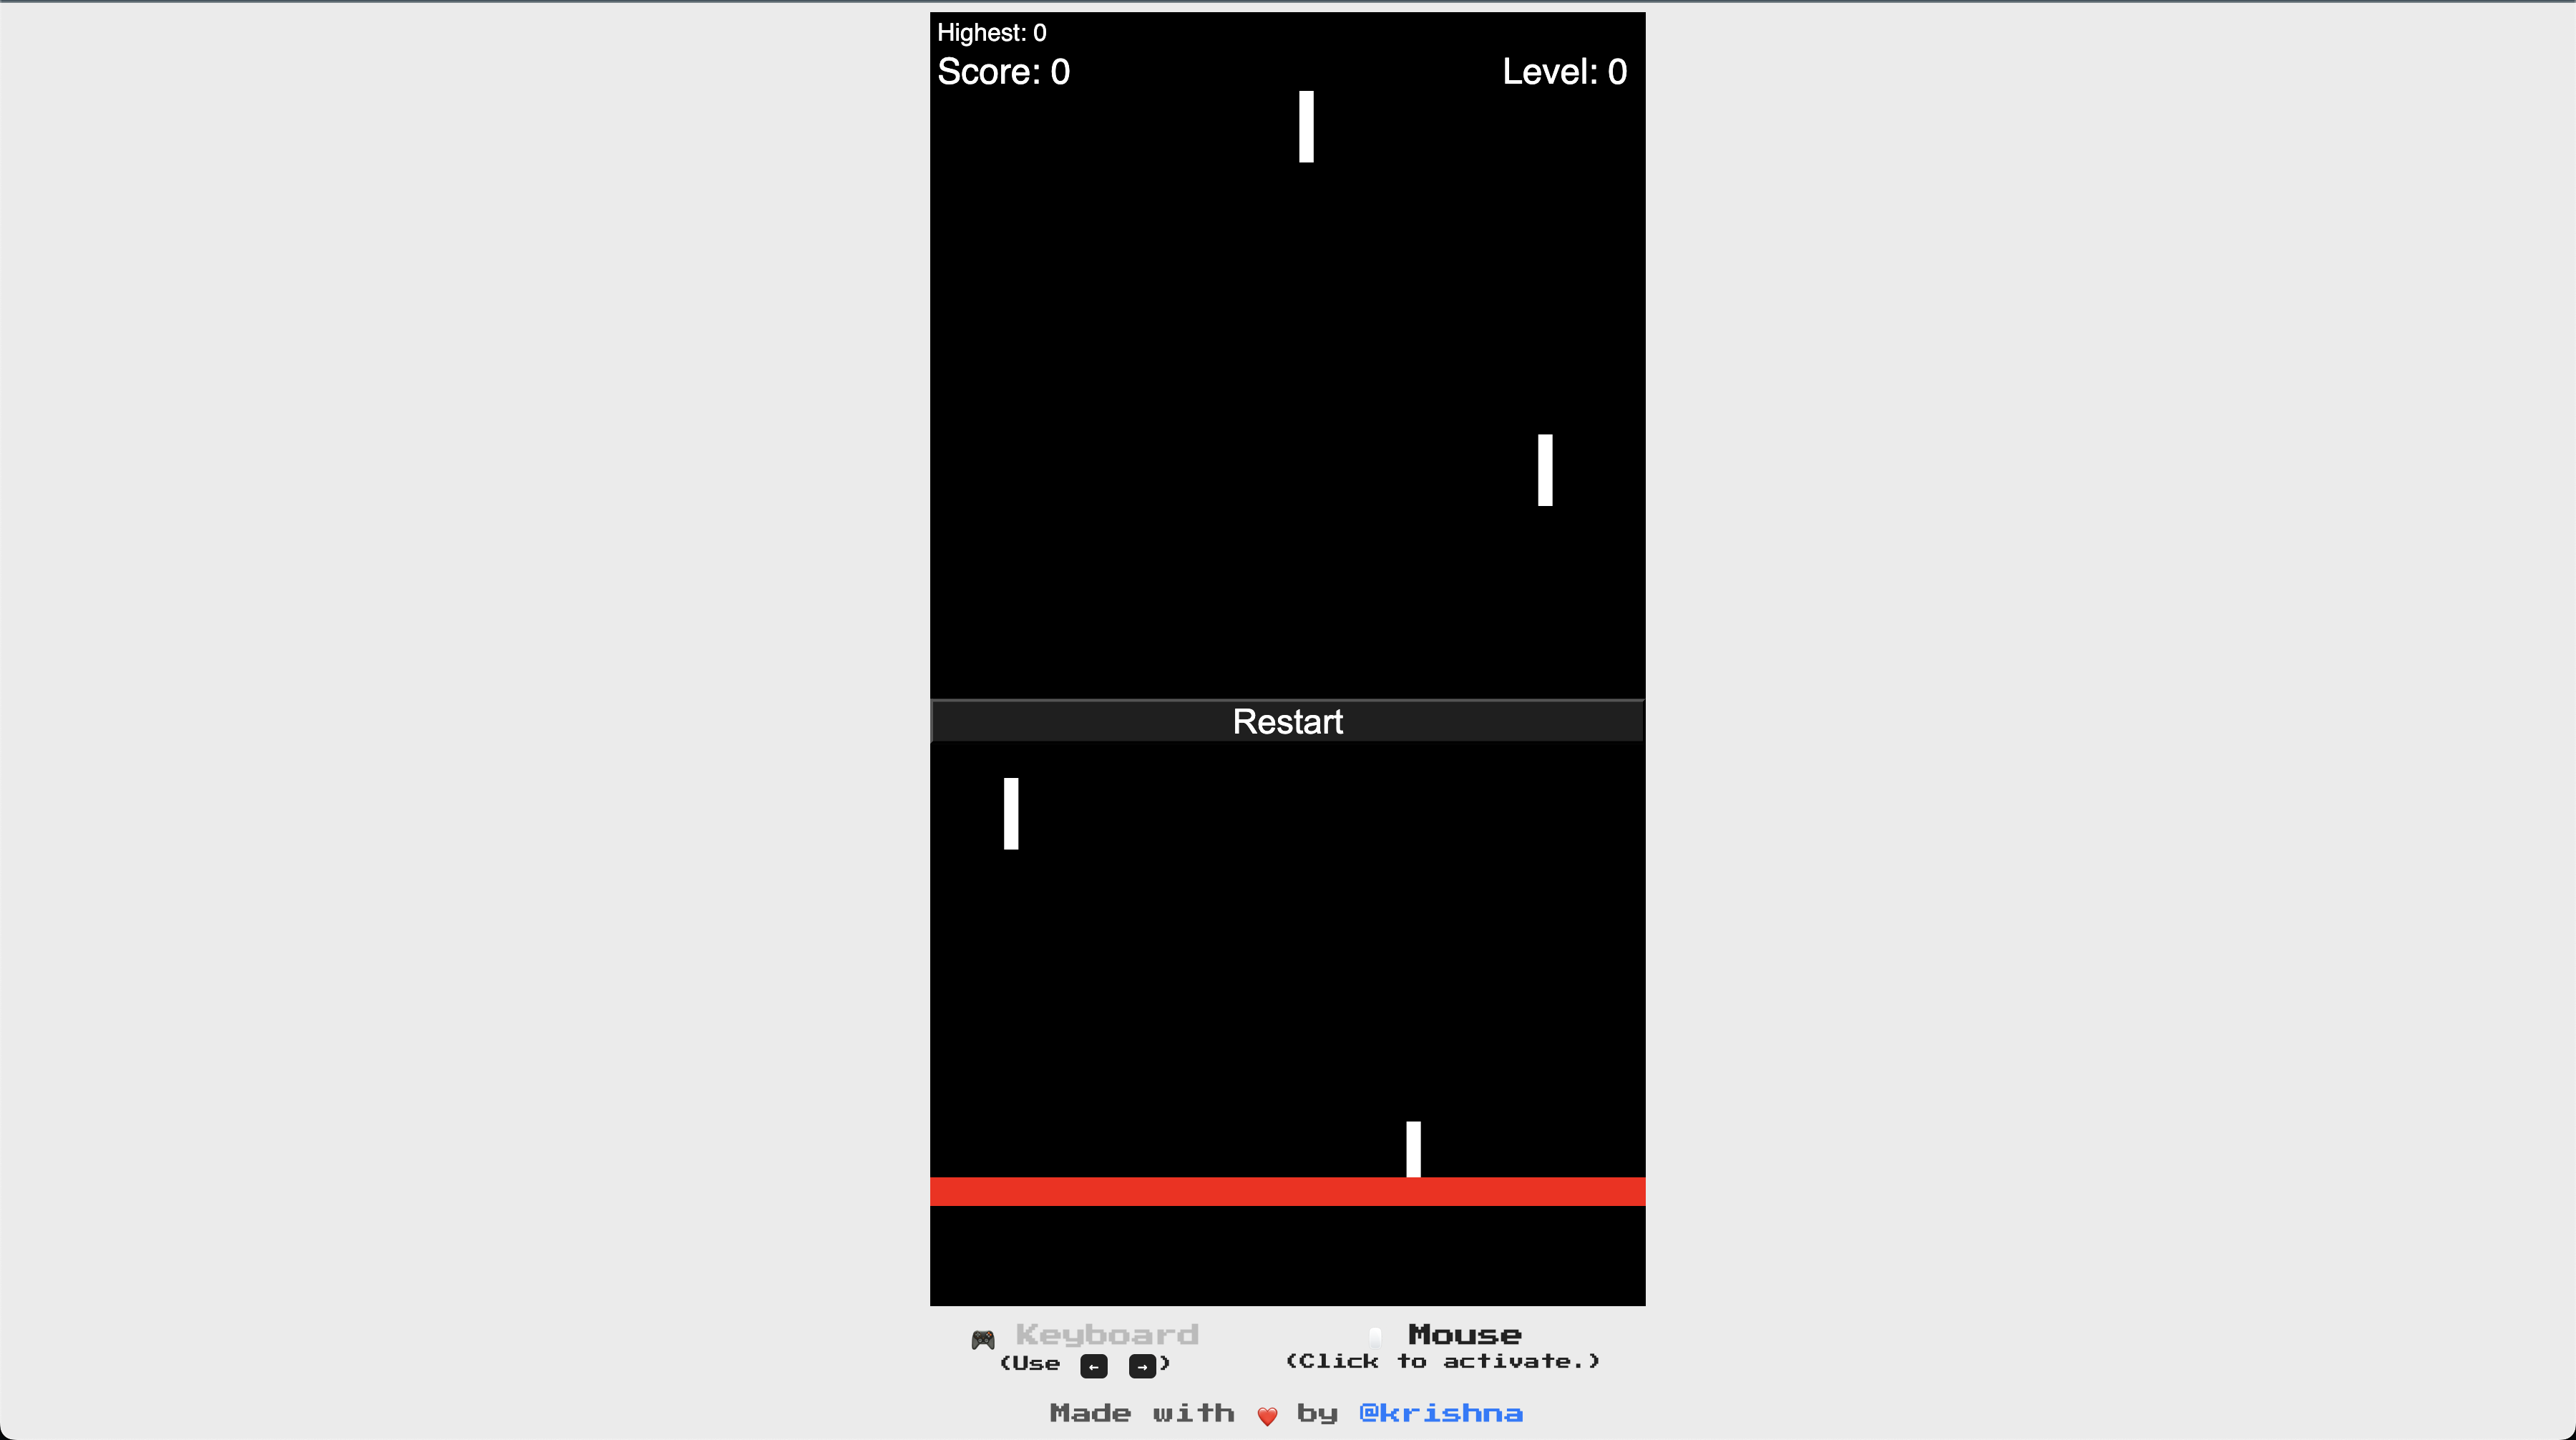 Highest: 0
Score: 0 Level: 0
Restart
🎮 Keyboard
(Use ← →)
Mouse
(Click to activate.)
Made with ❤️ by @krishna